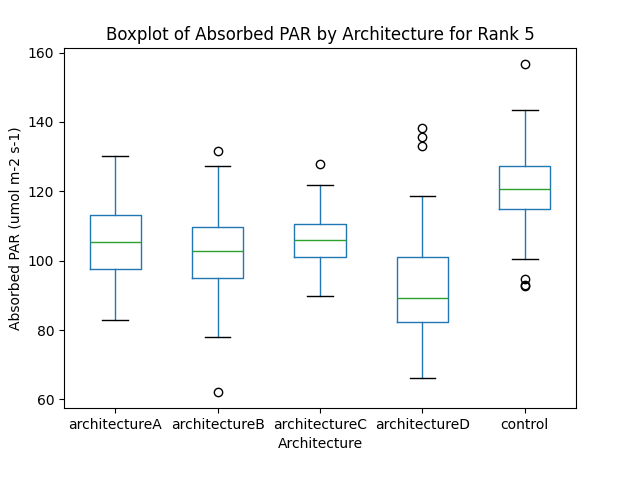 Boxplot of Absorbed PAR by Architecture for Rank 5
Absorbed PAR (umol m-2 s-1)
160
140
120
100
80
60
architectureA architectureB architectureC architectureD control
Architecture